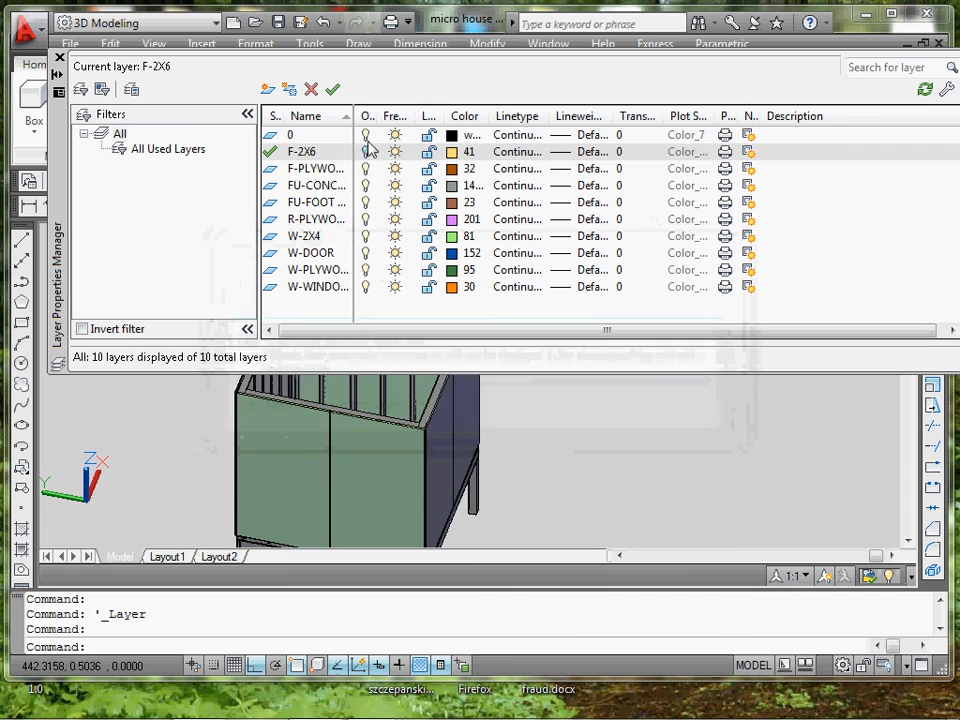 3D Modeling
micro house ...
Type a keyword or phrase
File Edit View Insert Format Tools Draw Dimension Modify Window Help Express Parametric
Hom
Box
Current layer: F-2X6
Search for layer
Filters
All
All Used Layers
Invert filter
S.. Name O.. Fre... L... Color Linetype Linewei... Trans... Plot S... P... N.. Description
0 w... Continu... Defa... 0 Color_7
F-2X6 41 Continu... Defa... 0 Color_...
F-PLYWO... 32 Continu... Defa... 0 Color_...
FU-CONC... 14... Continu... Defa... 0 Color_...
FU-FOOT ... 23 Continu... Defa... 0 Color_...
R-PLYWO... 201 Continu... Defa... 0 Color_...
W-2X4 81 Continu... Defa... 0 Color_...
W-DOOR 152 Continu... Defa... 0 Color_...
W-PLYWO... 95 Continu... Defa... 0 Color_...
W-WINDO... 30 Continu... Defa... 0 Color_...
Layer Properties Manager
All: 10 layers displayed of 10 total layers
Z X
Y
Model Layout1 Layout2
1:1
Command:
Command: '_Layer
Command:
Command:
442.3158, 0.5036 , 0.0000
MODEL
1.0 szczepanski... Firefox fraud.docx